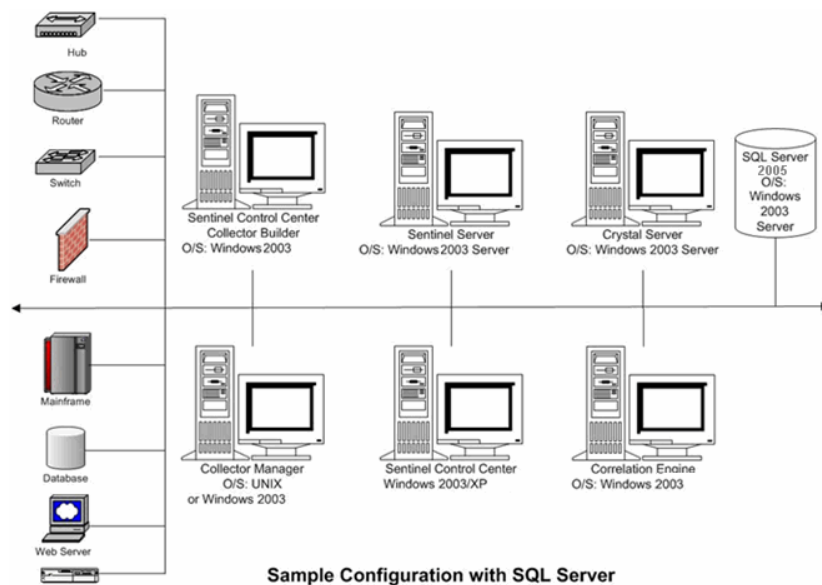 Hub
Router
Switch
Firewall
Mainframe
Database
Web Server
Sentinel Control Center
Collector Builder
O/S: Windows 2003
Sentinel Server
O/S: Windows 2003 Server
Crystal Server
O/S: Windows 2003 Server
SQL Server
2005
O/S:
Windows
2003
Server
Collector Manager
O/S: UNIX
or Windows 2003
Sentinel Control Center
Windows 2003/XP
Correlation Engine
O/S: Windows 2003
Sample Configuration with SQL Server